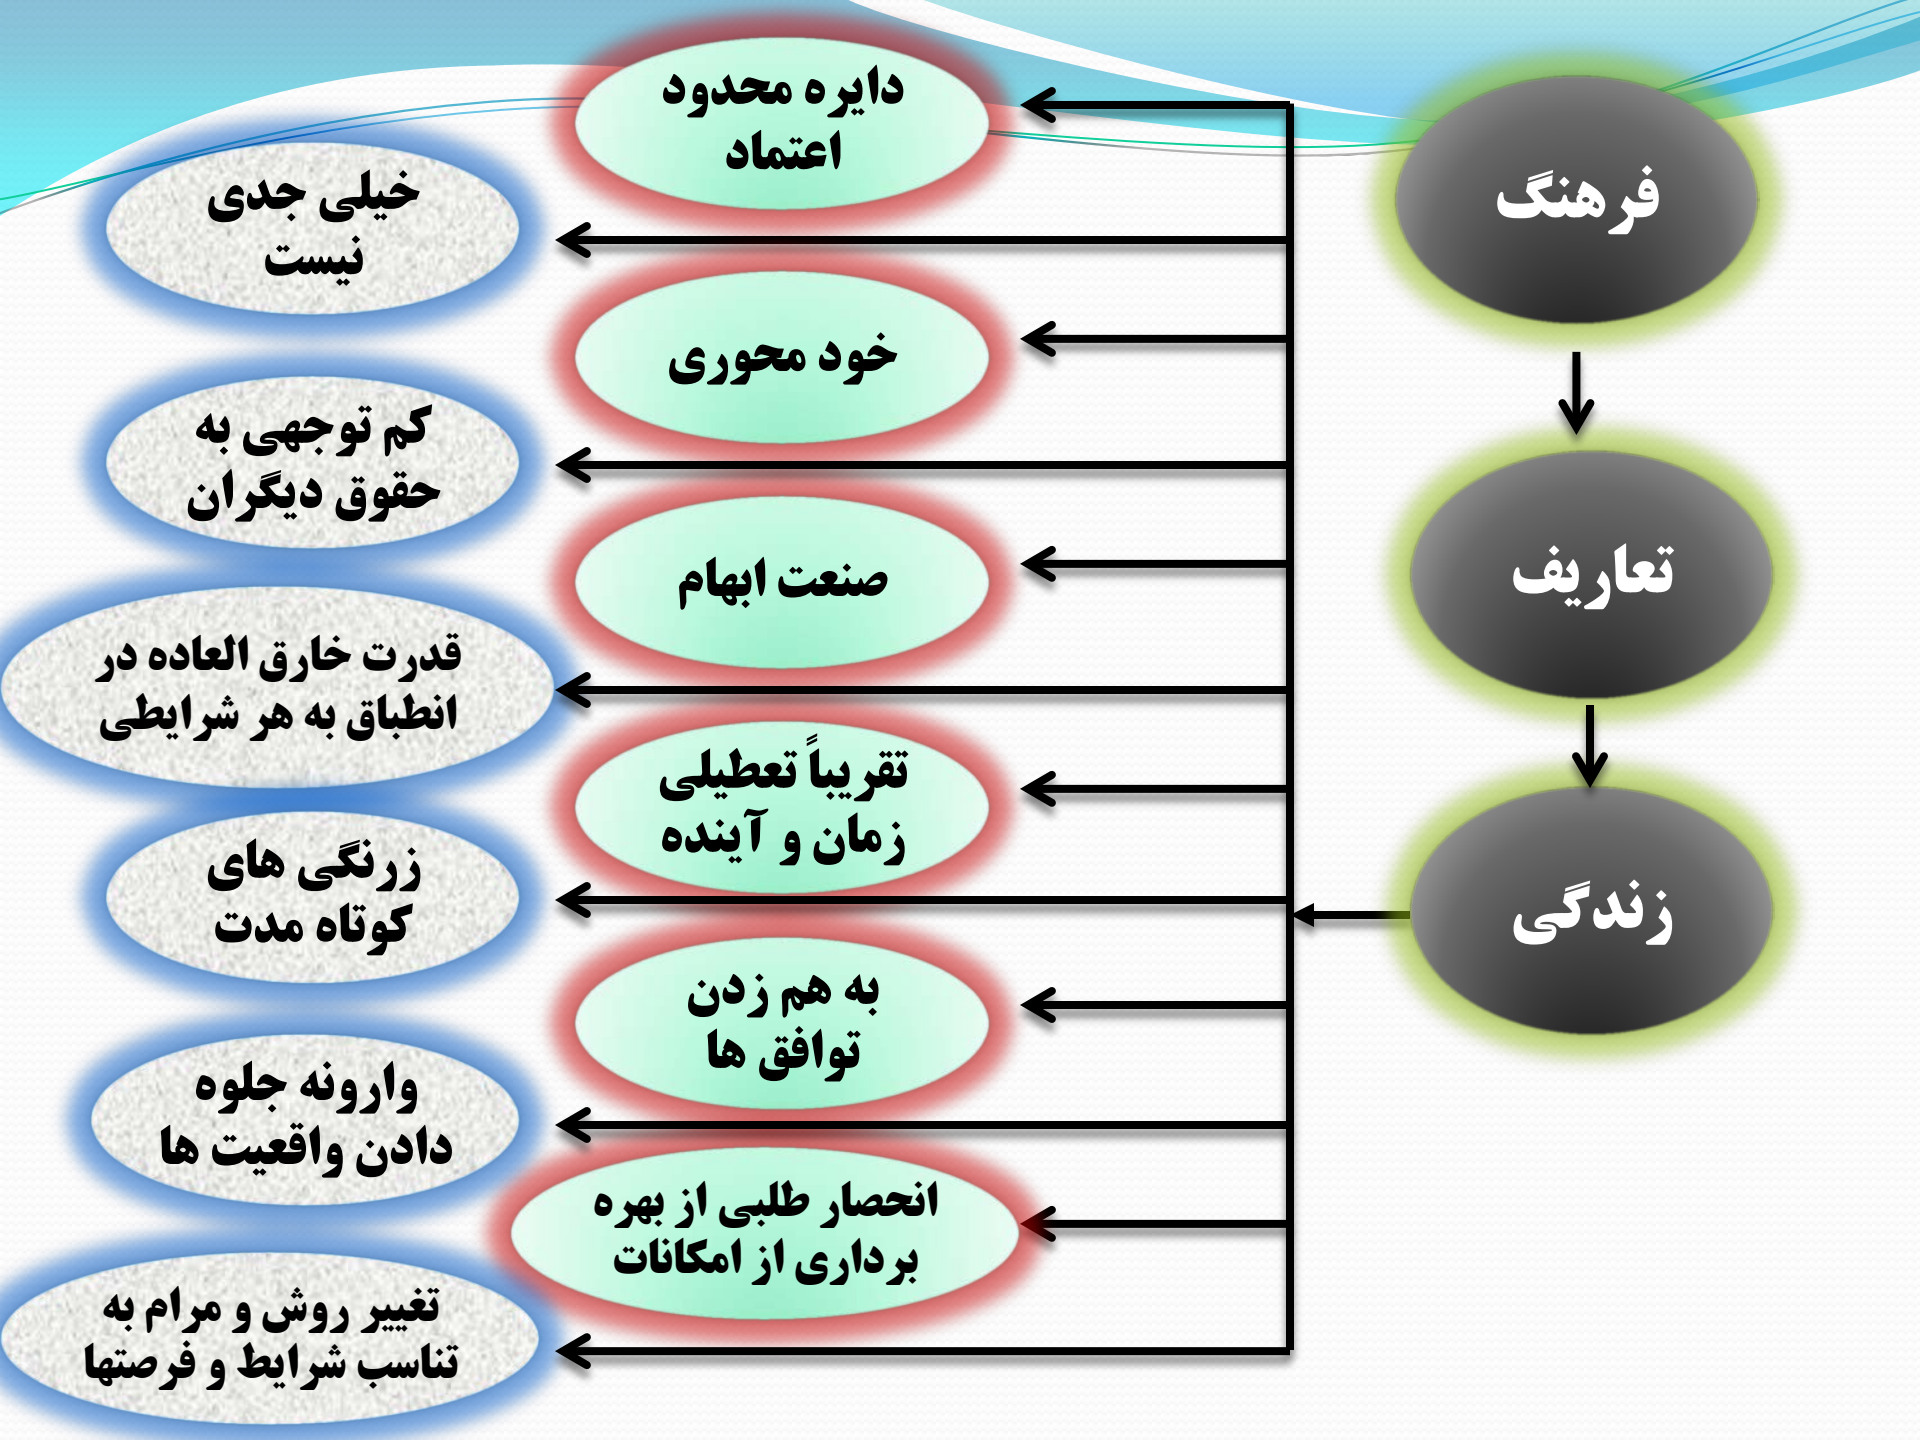 فرهنگ
تعاریف
زندگی
دایره محدود
اعتماد
خیلی جدی
نیست
خود محوری
کم توجهی به
حقوق دیگران
صنعت ابهام
قدرت خارق العاده در
انطباق به هر شرایطی
تقریباً تعطیلی
زمان و آینده
زرنگی های
کوتاه مدت
به هم زدن
توافق ها
وارونه جلوه
دادن واقعیت ها
انحصار طلبی از بهره
برداری از امکانات
تغییر روش و مرام به
تناسب شرایط و فرصتها